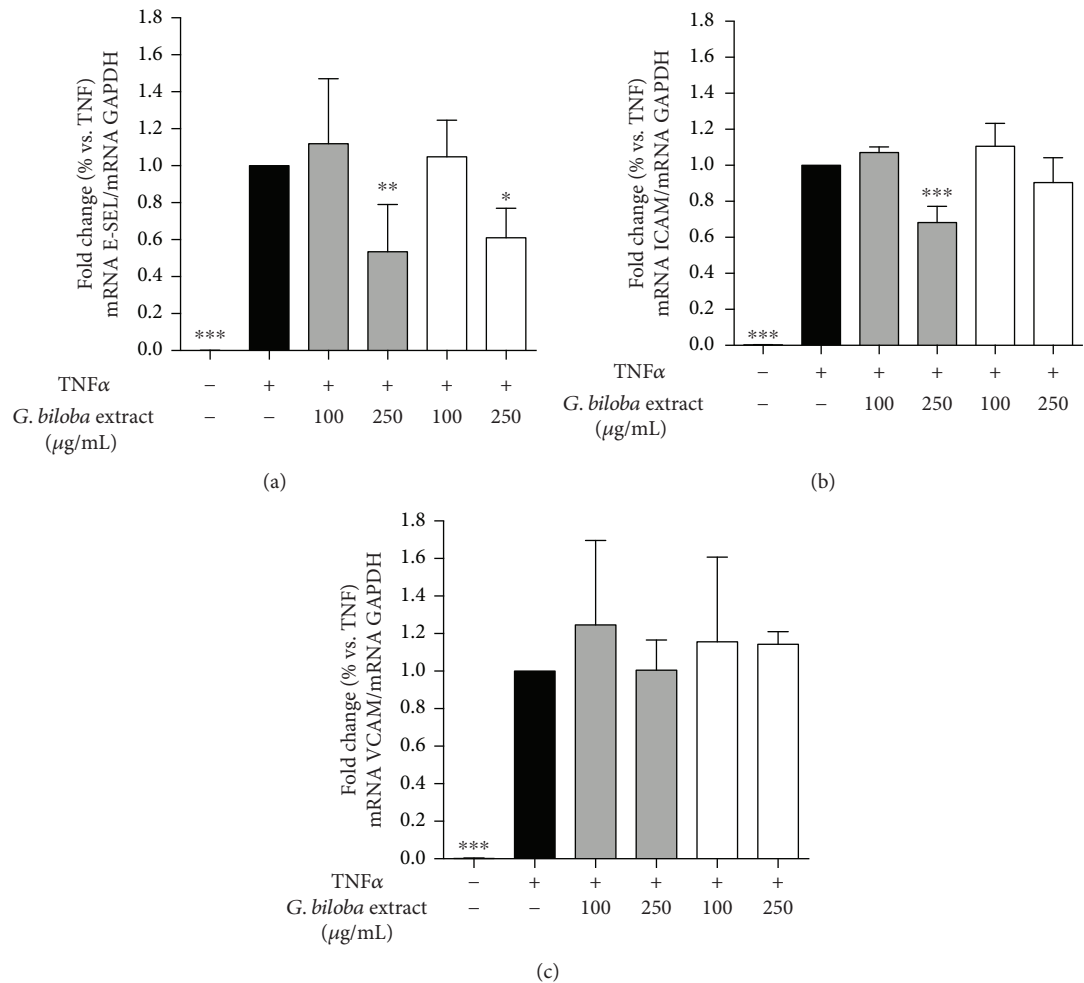 Fold change (% vs. TNF)
mRNA E-SEL/mRNA GAPDH
1.8
1.6
1.4
1.2
1.0
0.8
0.6
0.4
0.2
0.0
***
**
*
TNFα − + + + + +
G. biloba extract − − 100 250 100 250
(μg/mL)
(a)
Fold change (% vs. TNF)
mRNA ICAM/mRNA GAPDH
1.8
1.6
1.4
1.2
1.0
0.8
0.6
0.4
0.2
0.0
***
***
TNFα − + + + + +
G. biloba extract − − 100 250 100 250
(μg/mL)
(b)
Fold change (% vs. TNF)
mRNA VCAM/mRNA GAPDH
1.8
1.6
1.4
1.2
1.0
0.8
0.6
0.4
0.2
0.0
***
TNFα − + + + + +
G. biloba extract − − 100 250 100 250
(μg/mL)
(c)